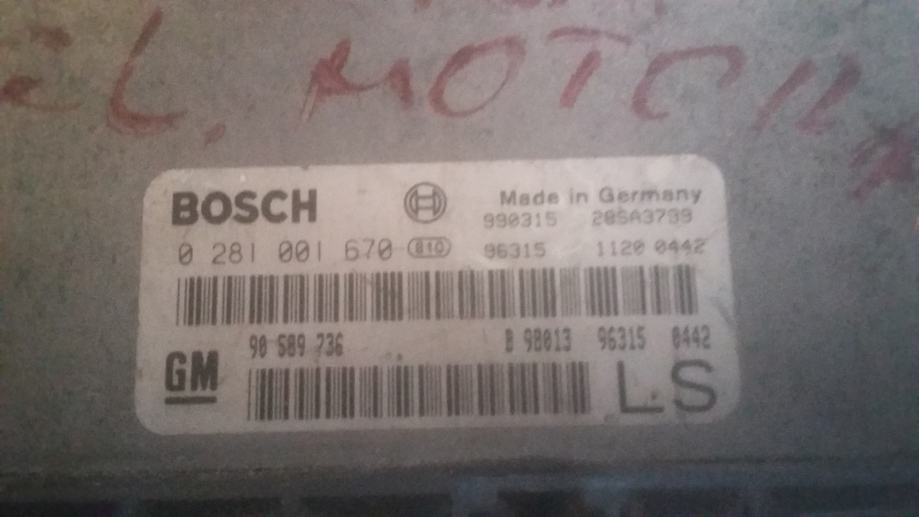 EL. MOTOR
BOSCH Made in Germany
990315 28SA3739
0 281 001 670 810 96315 1120 0442
90 589 736 B 98013 96315 0442
GM LS